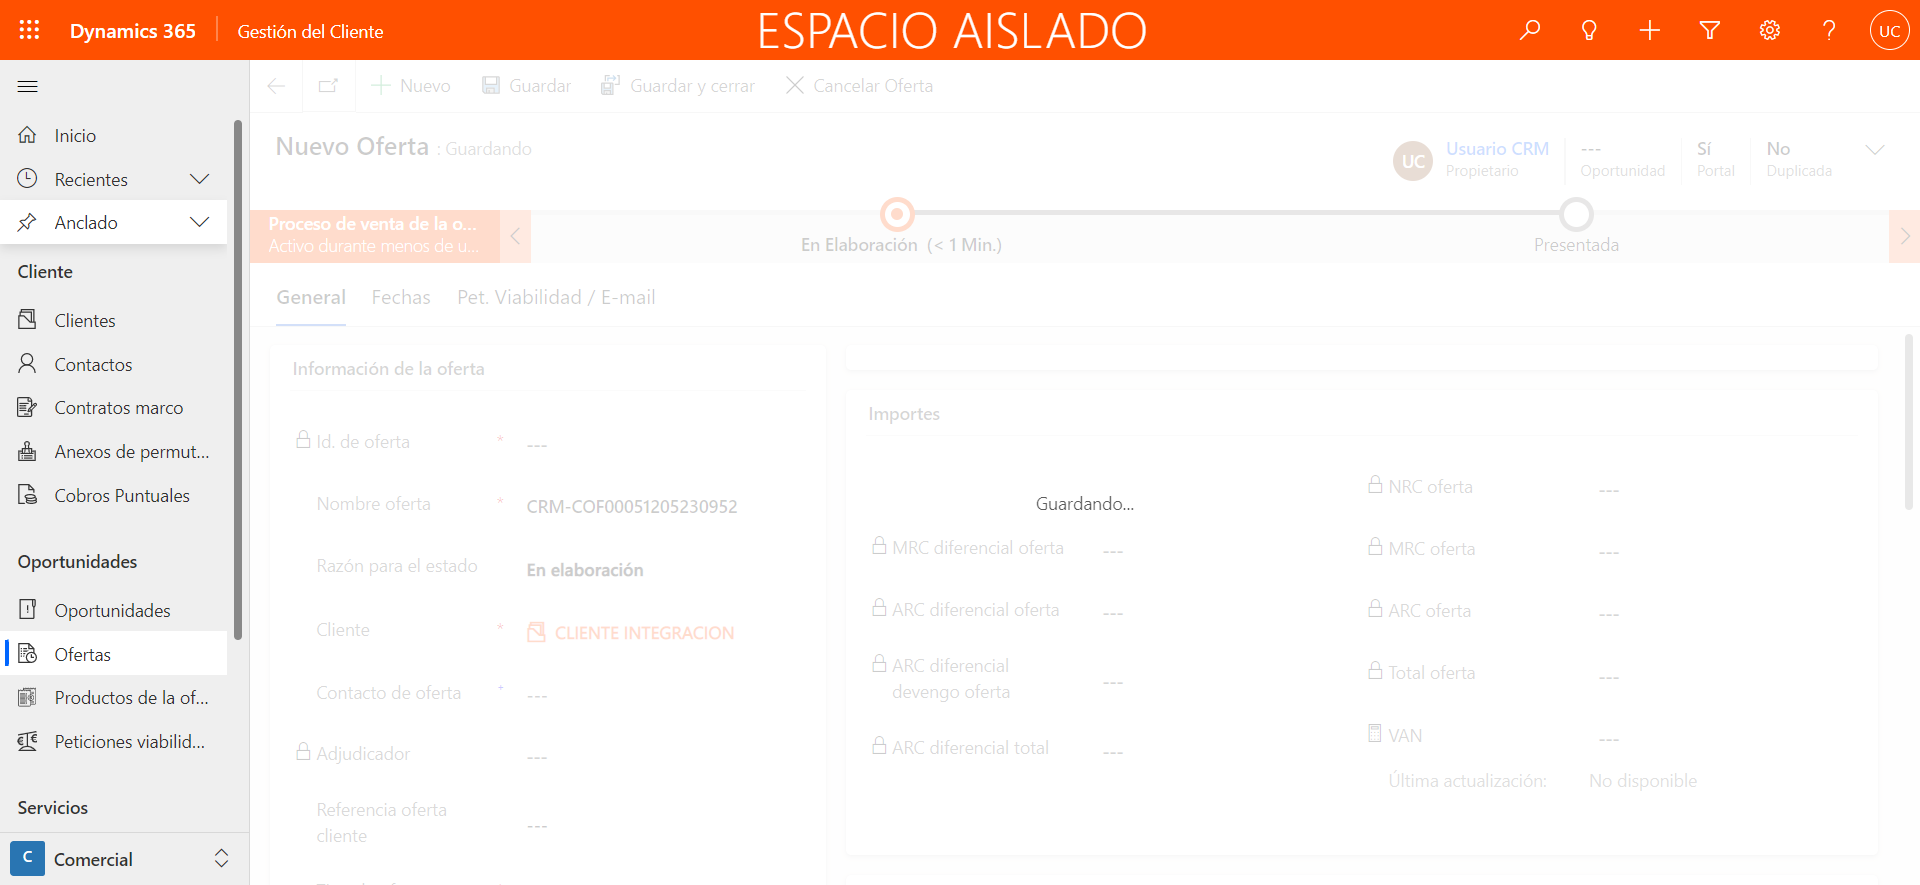 Dynamics 365
Gestión del Cliente
ESPACIO AISLADO
UC
Nuevo
Guardar
Guardar y cerrar
Cancelar Oferta
Inicio
Recientes
Anclado
Cliente
Clientes
Contactos
Contratos marco
Anexos de permut...
Cobros Puntuales
Oportunidades
Oportunidades
Ofertas
Productos de la of...
Peticiones viabilid...
Servicios
C
Comercial
Nuevo Oferta : Guardando
UC
Usuario CRM
Propietario
---
Oportunidad
Sí
Portal
No
Duplicada
Proceso de venta de la o...
Activo durante menos de u...
En Elaboración (< 1 Min.)
Presentada
General
Fechas
Pet. Viabilidad / E-mail
Información de la oferta
Id. de oferta * ---
Nombre oferta * CRM-COF00051205230952
Razón para el estado En elaboración
Cliente * CLIENTE INTEGRACION
Contacto de oferta + ---
Adjudicador ---
Referencia oferta
cliente ---
Importes
Guardando...
MRC diferencial oferta ---
ARC diferencial oferta ---
ARC diferencial
devengo oferta ---
ARC diferencial total ---
NRC oferta ---
MRC oferta ---
ARC oferta ---
Total oferta ---
VAN ---
Última actualización: No disponible